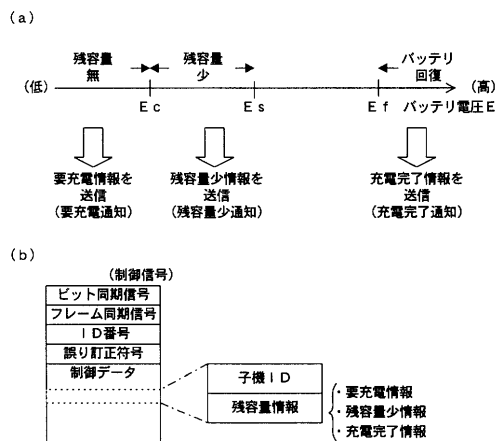 (a)
残容量
無
残容量
少
バッテリ
回復
(低)
(高)
Ec
Es
Ef
バッテリ電圧E
要充電情報を
送信
(要充電通知)
残容量少情報を
送信
(残容量少通知)
充電完了情報を
送信
(充電完了通知)
(b)
(制御信号)
ビット同期信号
フレーム同期信号
ID番号
誤り訂正符号
制御データ
子機ID
残容量情報
・要充電情報
・残容量少情報
・充電完了情報